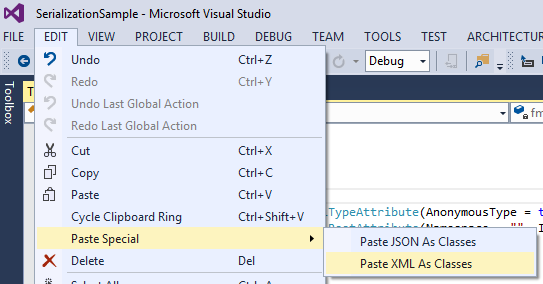 SerializationSample - Microsoft Visual Studio
FILE EDIT VIEW PROJECT BUILD DEBUG TEAM TOOLS TEST ARCHITECTUR
Debug
Toolbox
Undo Ctrl+Z
Redo Ctrl+Y
Undo Last Global Action
Redo Last Global Action
fm
Cut Ctrl+X
Copy Ctrl+C
Paste Ctrl+V
Cycle Clipboard Ring Ctrl+Shift+V
TypeAttribute(AnonymousType = t
Paste Special
Paste JSON As Classes
Delete Del
Paste XML As Classes